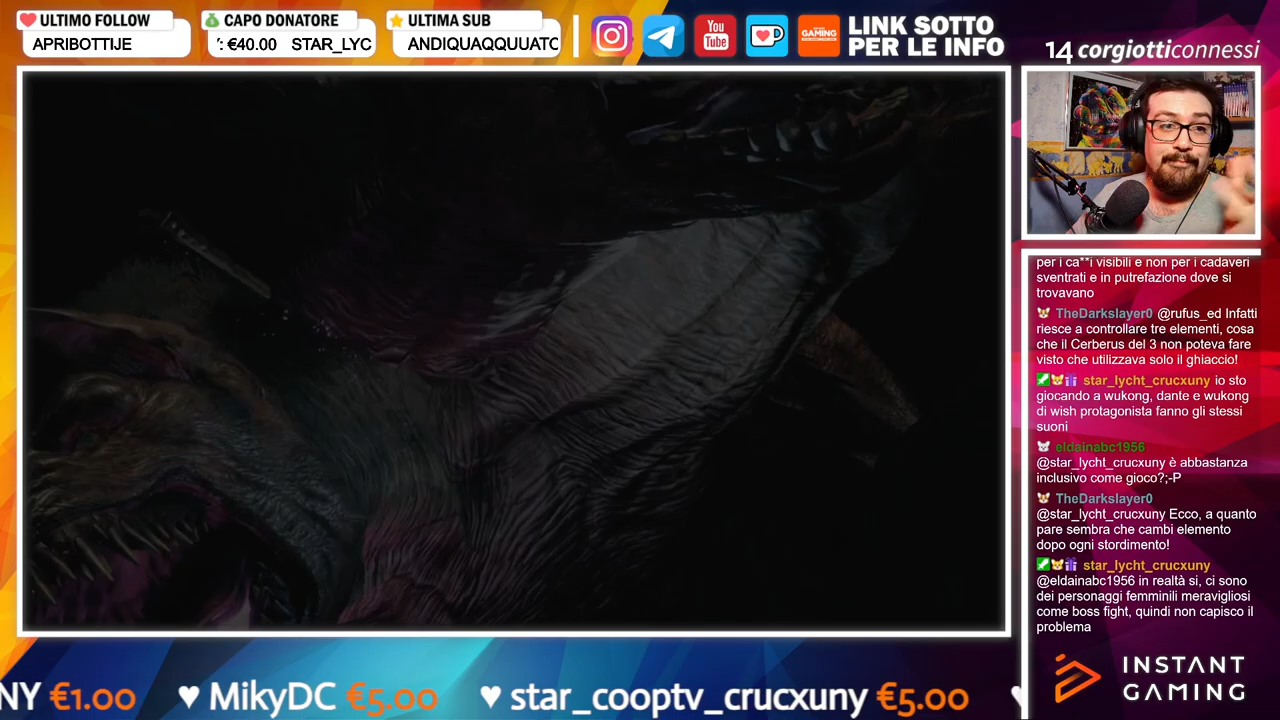 ULTIMO FOLLOW
APRIBOTTIJE
CAPO DONATORE
: €40.00 STAR_LYC
ULTIMA SUB
ANDIQUAQQUUATO
You
Tube
GAMING
LINK SOTTO
PER LE INFO
14 corgiotticonnessi
per i ca**i visibili e non per i cadaveri
sventrati e in putrefazione dove si
trovavano
TheDarkslayer0 @rufus_ed Infatti
riesce a controllare tre elementi, cosa
che il Cerberus del 3 non poteva fare
visto che utilizzava solo il ghiaccio!
star_lycht_crucxuny io sto
giocando a wukong, dante e wukong
di wish protagonista fanno gli stessi
suoni
eldainabc1956
@star_lycht_crucxuny è abbastanza
inclusivo come gioco?;-P
TheDarkslayer0
@star_lycht_crucxuny Ecco, a quanto
pare sembra che cambi elemento
dopo ogni stordimento!
star_lycht_crucxuny
@eldainabc1956 in realtà si, ci sono
dei personaggi femminili meravigliosi
come boss fight, quindi non capisco il
problema
INSTANT
GAMING
NY €1.00 ♥ MikyDC €5.00 ♥ star_cooptv_crucxuny €5.00 ♥